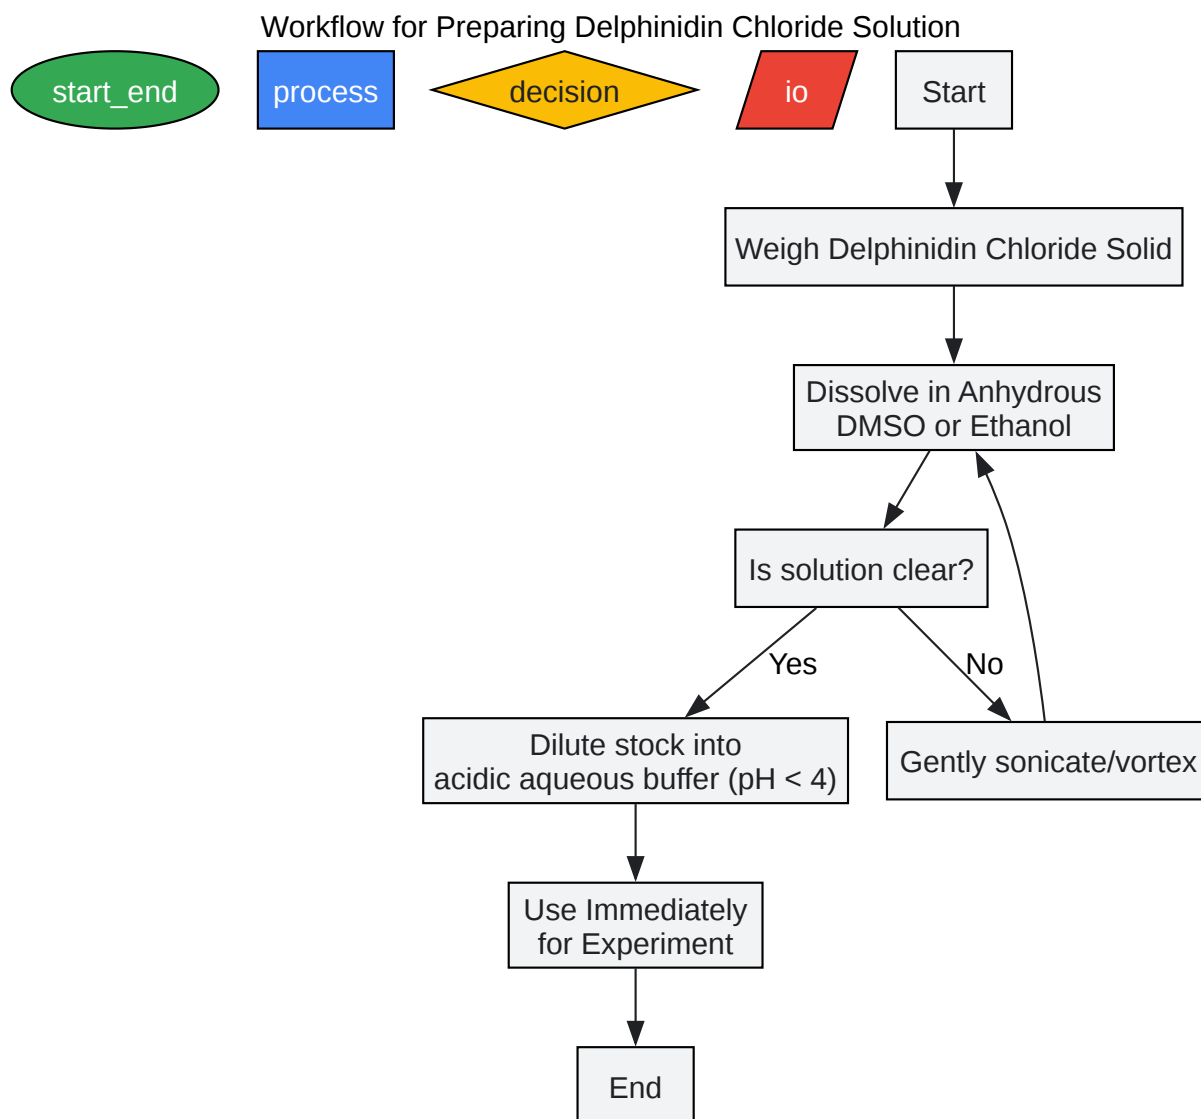 Workflow for Preparing Delphinidin Chloride Solution
start_end
process
decision
io
Start
Weigh Delphinidin Chloride Solid
Dissolve in Anhydrous
DMSO or Ethanol
Is solution clear?
Yes
No
Dilute stock into
acidic aqueous buffer (pH < 4)
Gently sonicate/vortex
Use Immediately
for Experiment
End